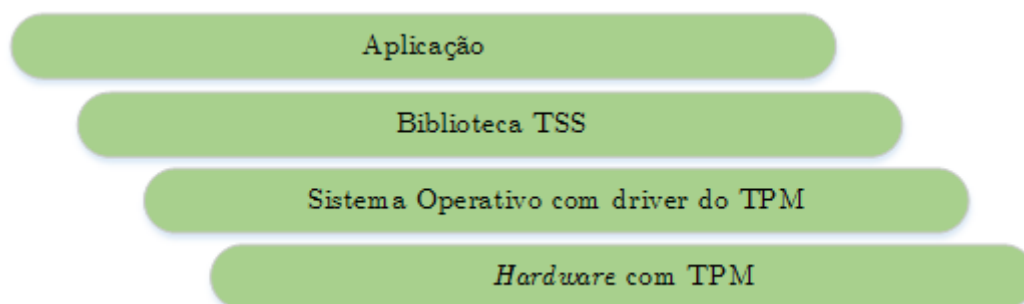 Aplicação
Biblioteca TSS
Sistema Operativo com driver do TPM
Hardware com TPM